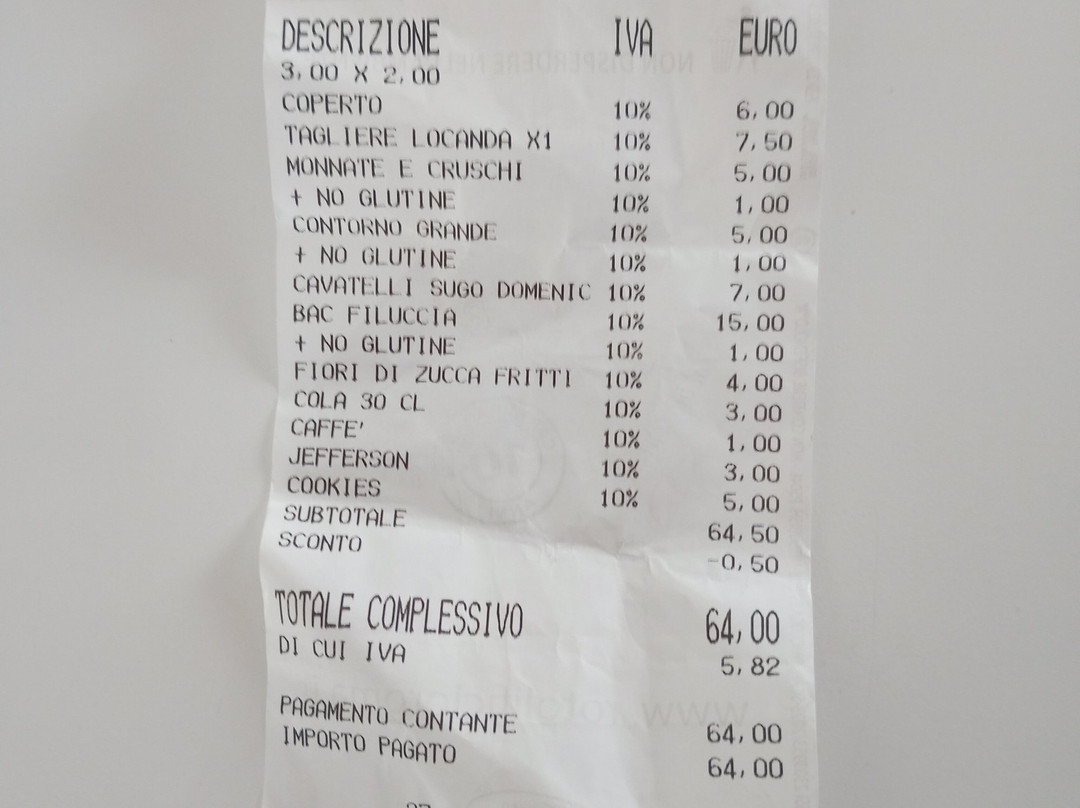 DESCRIZIONE IVA EURO
3,00 X 2,00
COPERTO 10% 6,00
TAGLIERE LOCANDA X1 10% 7,50
MONNATE E CRUSCHI 10% 5,00
+ NO GLUTINE 10% 1,00
CONTORNO GRANDE 10% 5,00
+ NO GLUTINE 10% 1,00
CAVATELLI SUGO DOMENIC 10% 7,00
BAC FILUCCIA 10% 15,00
+ NO GLUTINE 10% 1,00
FIORI DI ZUCCA FRITTI 10% 4,00
COLA 30 CL 10% 3,00
CAFFE' 10% 1,00
JEFFERSON 10% 3,00
COOKIES 10% 5,00
SUBTOTALE 64,50
SCONTO -0,50
TOTALE COMPLESSIVO 64,00
DI CUI IVA 5,82
PAGAMENTO CONTANTE 64,00
IMPORTO PAGATO 64,00